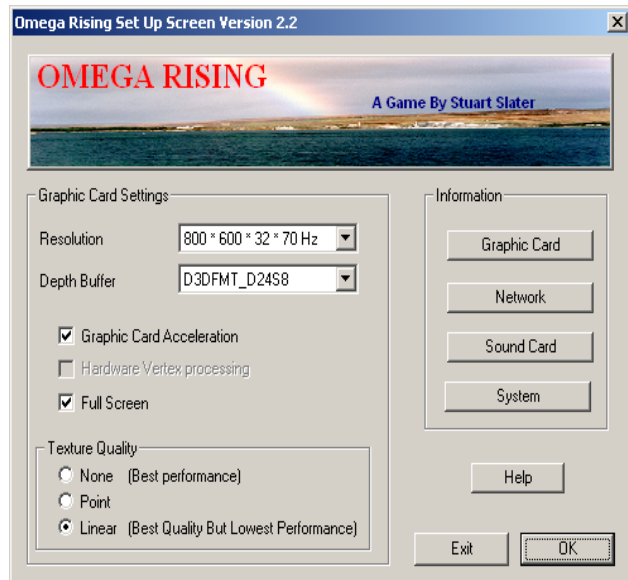 Omega Rising Set Up Screen Version 2.2
OMEGA RISING
A Game By Stuart Slater
Graphic Card Settings
Resolution 800 * 600 * 32 * 70 Hz
Depth Buffer D3DFMT_D24S8
Graphic Card Acceleration
Hardware Vertex processing
Full Screen
Texture Quality
None (Best performance)
Point
Linear (Best Quality But Lowest Performance)
Information
Graphic Card
Network
Sound Card
System
Help
Exit OK